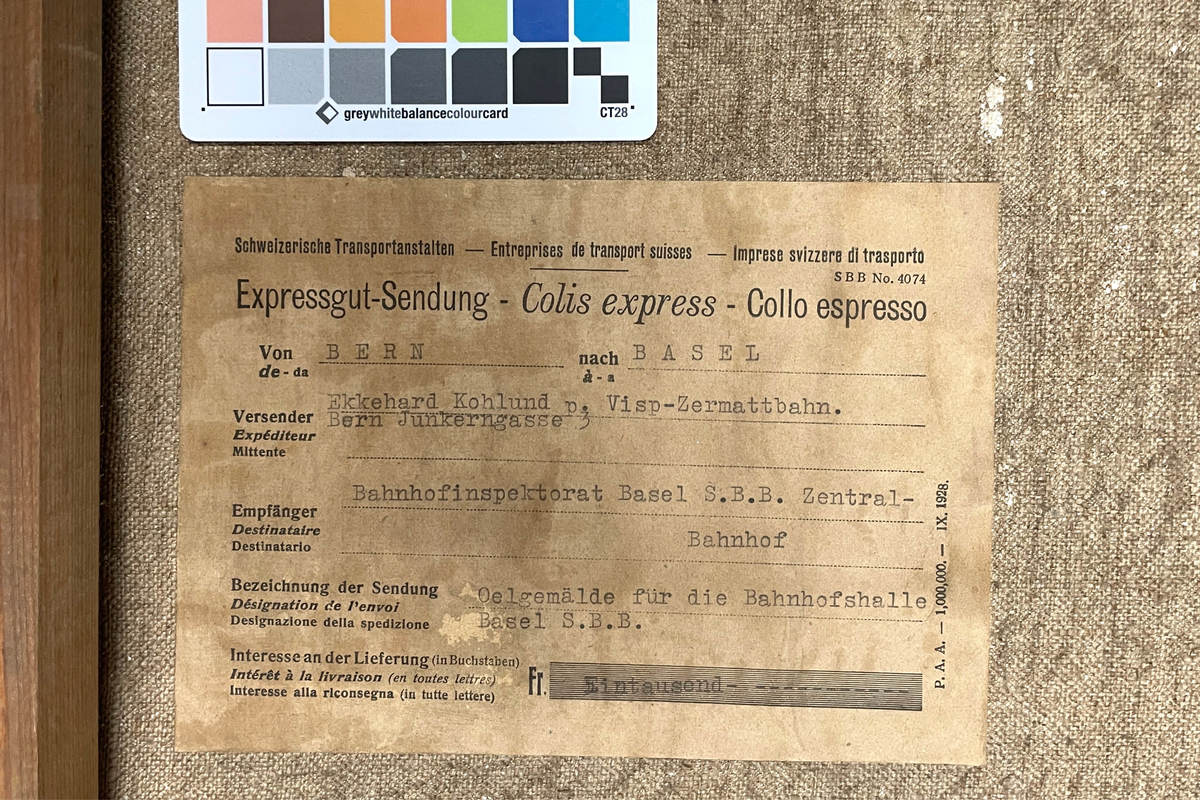 greywhitebalancecolourcard CT28
Schweizerische Transportanstalten — Entreprises de transport suisses — Imprese svizzere di trasporto
SBB No. 4074
Expressgut-Sendung - Colis express - Collo espresso
Von BERN nach BASEL
de - da à - a
Ekkehard Kohlund p. Visp-Zermattbahn.
Versender Bern Junkerngasse 3
Expéditeur
Mittente
Bahnhofinspektorat Basel S.B.B. Zentral-
Empfänger
Destinataire Bahnhof
Destinatario
Bezeichnung der Sendung Oelgemälde für die Bahnhofshalle
Désignation de l'envoi
Designazione della spedizione Basel S.B.B.
Interesse an der Lieferung (in Buchstaben)
Intérêt à la livraison (en toutes lettres) Fr. Eintausend- ------------
Interesse alla riconsegna (in tutte lettere)
P. A. A. — 1,000,000. — IX. 1928.